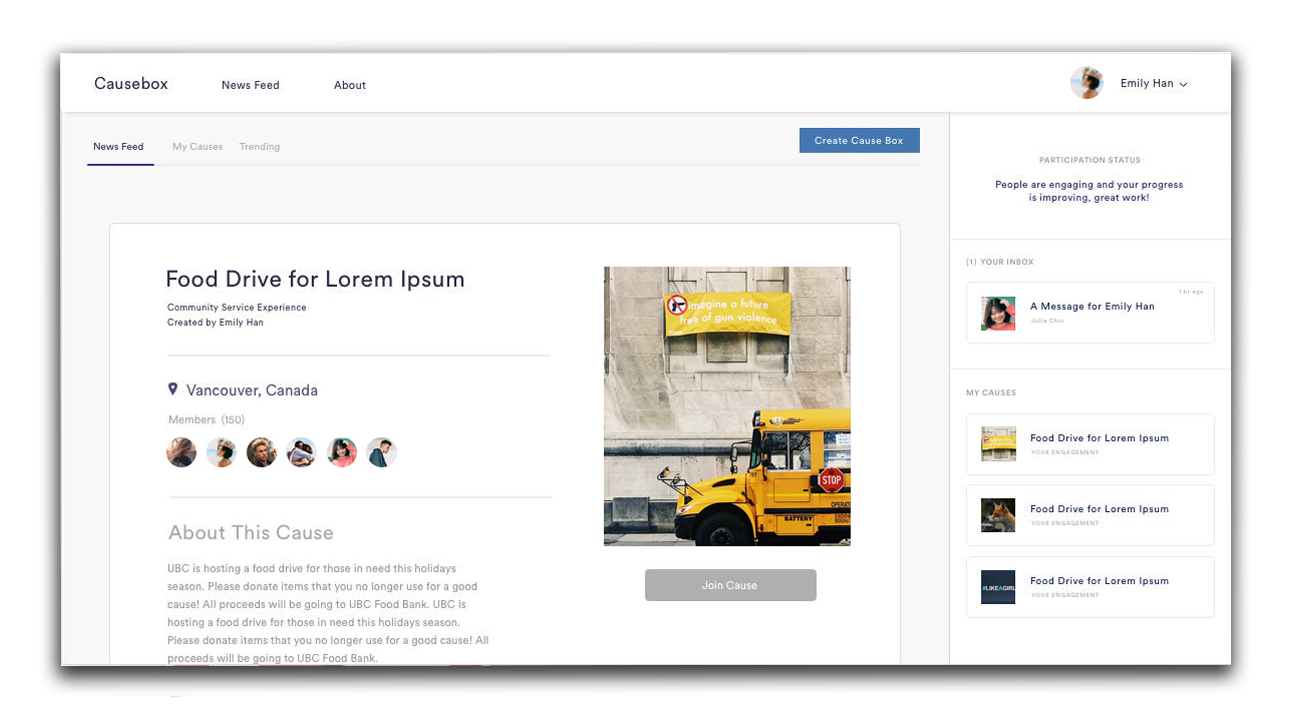 Causebox
News Feed
About
Emily Han
News Feed
My Causes
Trending
Create Cause Box
Food Drive for Lorem Ipsum
Community Service Experience
Created by Emily Han
Vancouver, Canada
Members (150)
About This Cause
UBC is hosting a food drive for those in need this holidays
season. Please donate items that you no longer use for a good
cause! All proceeds will be going to UBC Food Bank. UBC is
hosting a food drive for those in need this holidays season.
Please donate items that you no longer use for a good cause! All
proceeds will be going to UBC Food Bank.
imagine a future
free of gun violence
STOP
BATTERY
Join Cause
PARTICIPATION STATUS
People are engaging and your progress
is improving, great work!
(1) YOUR INBOX
1 hr ago
A Message for Emily Han
Julia Choi
MY CAUSES
Food Drive for Lorem Ipsum
YOUR ENGAGEMENT
Food Drive for Lorem Ipsum
YOUR ENGAGEMENT
#LIKEAGIRL
Food Drive for Lorem Ipsum
YOUR ENGAGEMENT